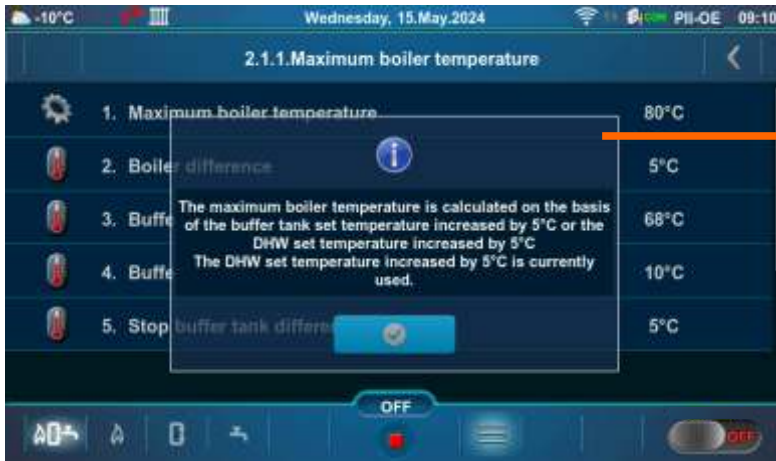 -10°C Wednesday, 15.May.2024 PII-OE 09:10
2.1.1.Maximum boiler temperature
1. Maximum boiler temperature 80°C
2. Boiler difference 5°C
3. Buffe 68°C
4. Buffe 10°C
5. Stop buffer tank differe 5°C
The maximum boiler temperature is calculated on the basis
of the buffer tank set temperature increased by 5°C or the
DHW set temperature increased by 5°C
The DHW set temperature increased by 5°C is currently
used.
OFF
OFF